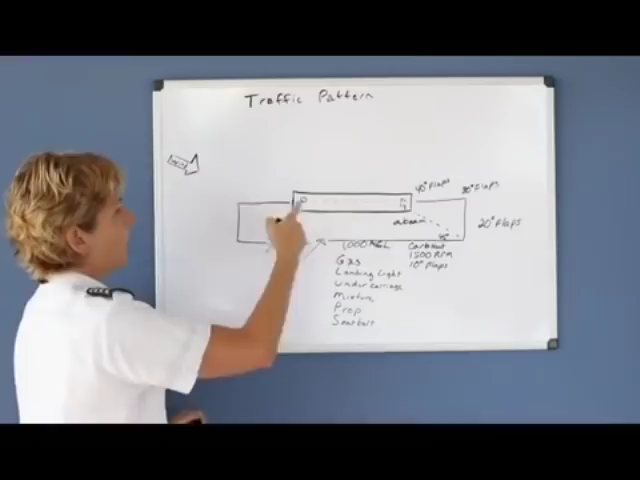 Traffic Pattern
40° Flaps
30° Flaps
20° Flaps
abeam
45°
1000 AGL
Carb Heat
1500 RPM
10° Flaps
Gas
Landing light
Undercarriage
Mixture
Prop
Seatbelt